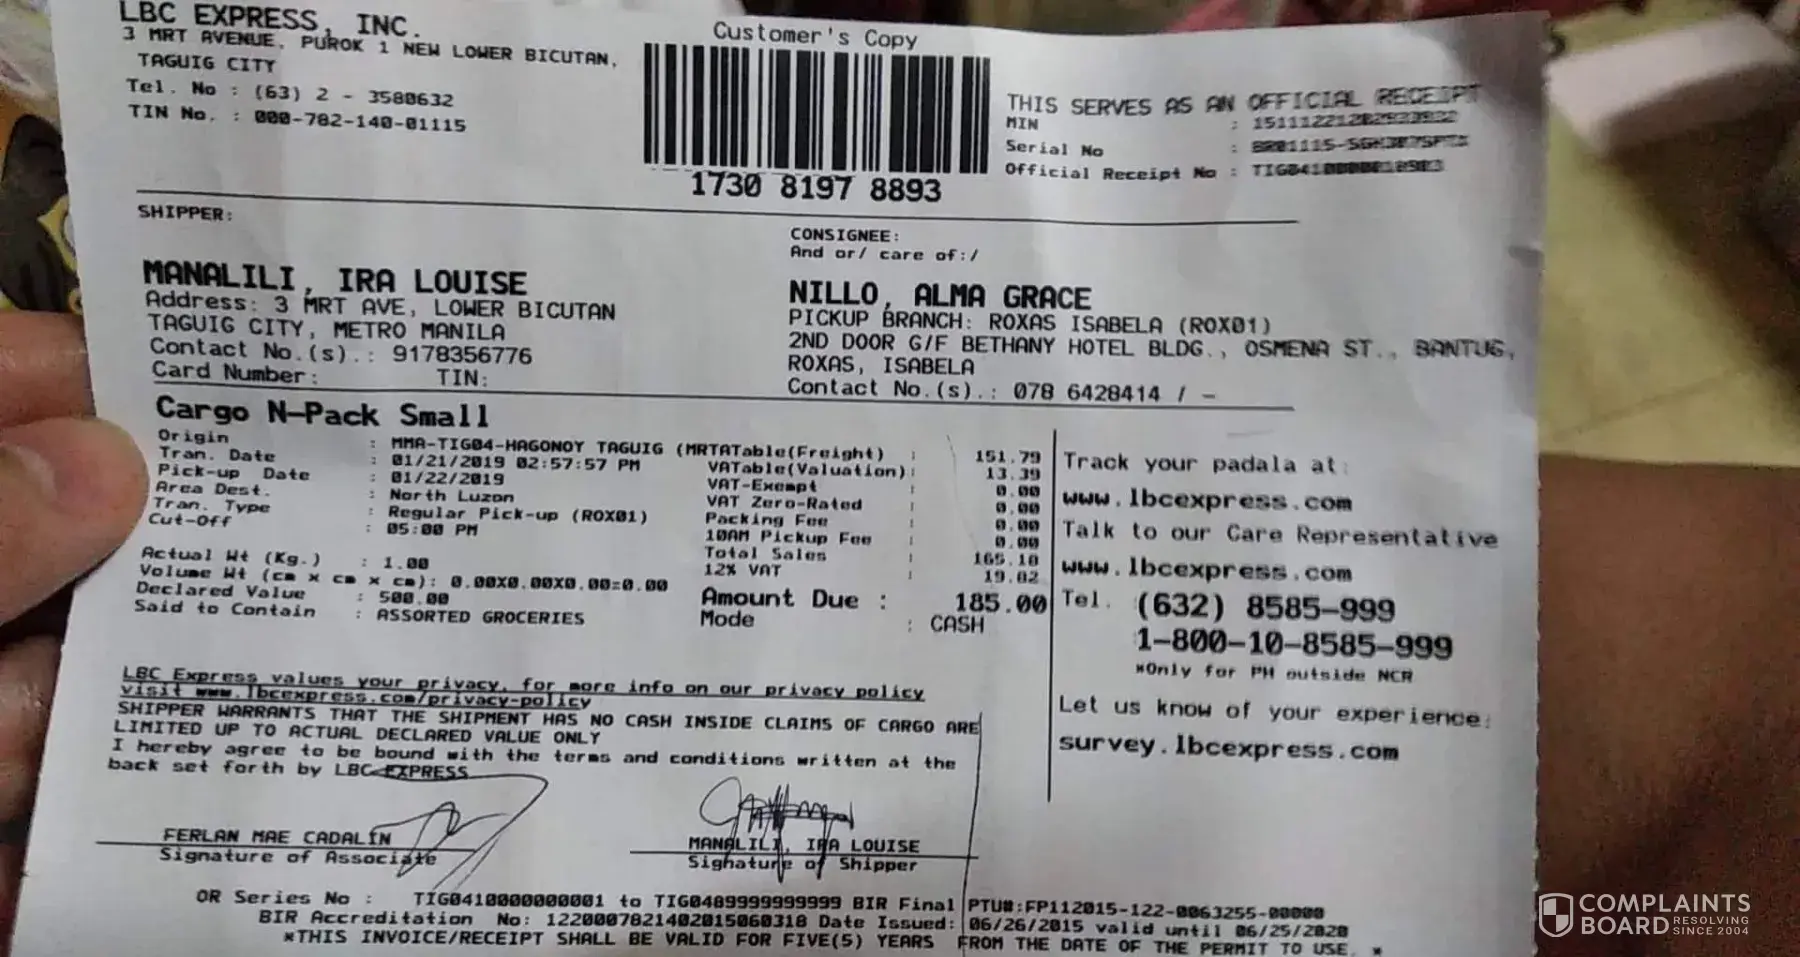 LBC EXPRESS, INC.
3 MRT AVENUE, PUROK 1 NEW LOWER BICUTAN,
TAGUIG CITY
Tel. No : (63) 2 - 3580632
TIN No. : 000-782-140-01115
Customer's Copy
1730 8197 8893
THIS SERVES AS AN OFFICIAL RECEIPT
MIN :
Serial No :
Official Receipt No :
SHIPPER:
MANALILI, IRA LOUISE
Address: 3 MRT AVE, LOWER BICUTAN
TAGUIG CITY, METRO MANILA
Contact No.(s).: 9178356776
Card Number: TIN:
CONSIGNEE:
And or/ care of:/
NILLO, ALMA GRACE
PICKUP BRANCH: ROXAS ISABELA (ROX01)
2ND DOOR G/F BETHANY HOTEL BLDG., OSMENA ST., BANTUG,
ROXAS, ISABELA
Contact No.(s).: 078 6428414 / -
Cargo N-Pack Small
Origin : MMA-TIG04-HAGONOY TAGUIG (MRTA
Tran. Date : 01/21/2019 02:57:57 PM
Pick-up Date : 01/22/2019
Area Dest. : North Luzon
Tran. Type : Regular Pick-up (ROX01)
Cut-Off : 05:00 PM
Actual Wt (Kg.) : 1.00
Volume Wt (cm x cm x cm): 0.00X0.00X0.00=0.00
Declared Value : 500.00
Said to Contain : ASSORTED GROCERIES
Table(Freight) : 151.79
VATable(Valuation): 13.39
VAT-Exempt : 0.00
VAT Zero-Rated : 0.00
Packing Fee : 0.00
10AM Pickup Fee : 0.00
Total Sales : 165.18
12% VAT : 19.82
Amount Due : 185.00
Mode : CASH
Track your padala at:
www.lbcexpress.com
Talk to our Care Representative
www.lbcexpress.com
Tel. (632) 8585-999
1-800-10-8585-999
*Only for PH outside NCR
Let us know of your experience:
survey.lbcexpress.com
LBC Express values your privacy, for more info on our privacy policy
visit www.lbcexpress.com/privacy-policy
SHIPPER WARRANTS THAT THE SHIPMENT HAS NO CASH INSIDE CLAIMS OF CARGO ARE
LIMITED UP TO ACTUAL DECLARED VALUE ONLY
I hereby agree to be bound with the terms and conditions written at the
back set forth by LBC EXPRESS
FERLAN MAE CADALIN
Signature of Associate
MANALILI, IRA LOUISE
Signature of Shipper
OR Series No : TIG0410000000001 to TIG0489999999999 BIR Final PTU#:FP112015-122-0063255-00000
BIR Accreditation No: 1220007821402015060318 Date Issued: 06/26/2015 valid until 06/25/2020
*THIS INVOICE/RECEIPT SHALL BE VALID FOR FIVE(5) YEARS FROM THE DATE OF THE PERMIT TO USE. *
COMPLAINTS
BOARD RESOLVING SINCE 2004